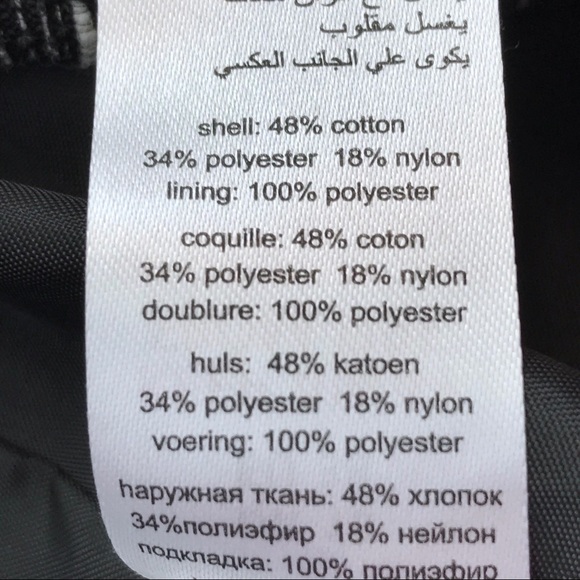 يغسل مقلوب
يكوى علي الجانب العكسي
shell: 48% cotton
34% polyester 18% nylon
lining: 100% polyester
coquille: 48% coton
34% polyester 18% nylon
doublure: 100% polyester
huls: 48% katoen
34% polyester 18% nylon
voering: 100% polyester
hаружная ткань: 48% хлопок
34%полиэфир 18% нейлон
подкладка: 100% полиэфир